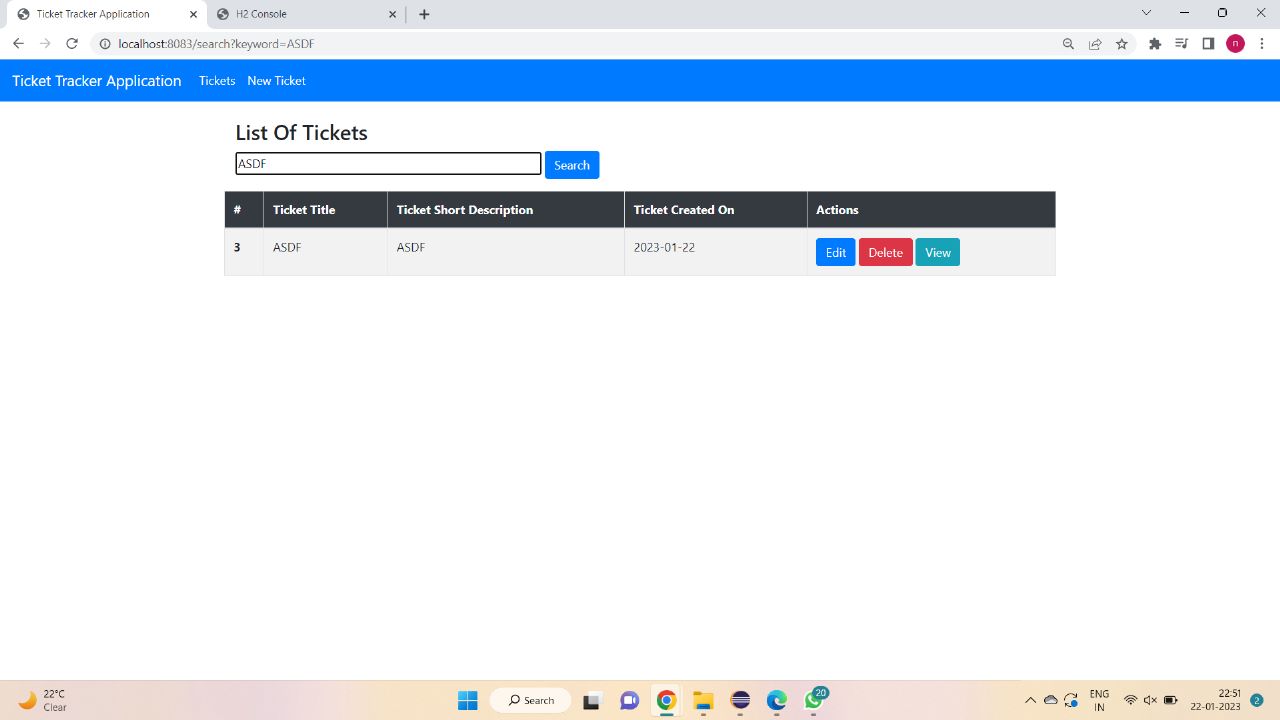 Ticket Tracker Application
H2 Console
localhost:8083/search?keyword=ASDF
n
Ticket Tracker Application Tickets New Ticket
List Of Tickets
ASDF Search
# Ticket Title Ticket Short Description Ticket Created On Actions
3 ASDF ASDF 2023-01-22 Edit Delete View
22°C
Clear
Search
20
ENG
IN
22:51
22-01-2023
2